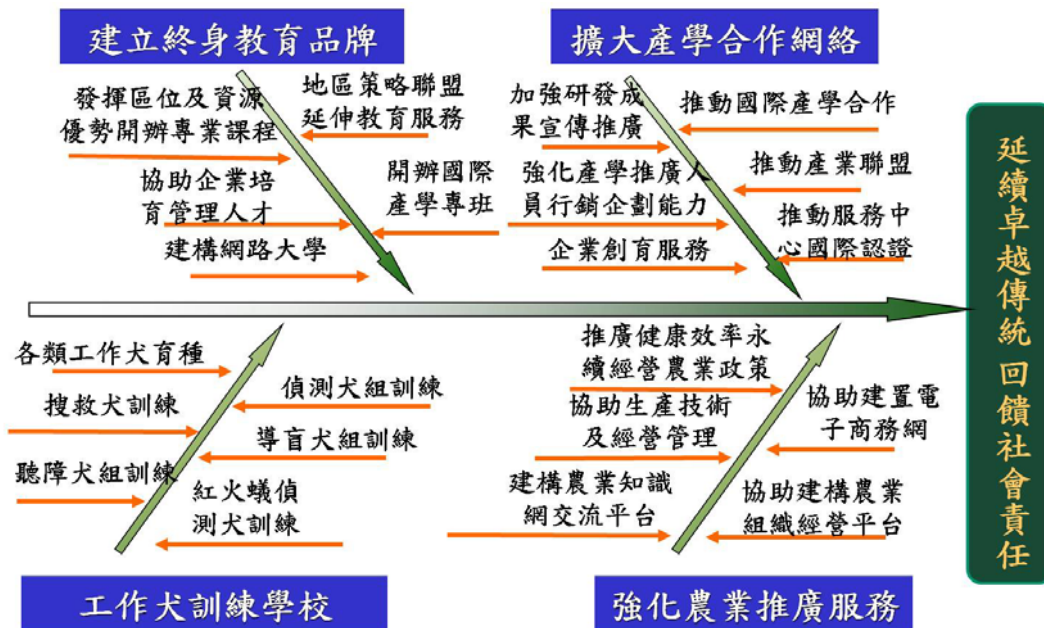 建立終身教育品牌
發揮區位及資源
優勢開辦專業課程
地區策略聯盟
延伸教育服務
協助企業培
育管理人才
開辦國際
產學專班
建構網路大學
擴大產學合作網絡
加強研發成
果宣傳推廣
推動國際產學合作
強化產學推廣人
員行銷企劃能力
推動產業聯盟
企業創育服務
推動服務中
心國際認證
延續卓越傳統 回饋社會責任
各類工作犬育種
偵測犬組訓練
搜救犬訓練
導盲犬組訓練
聽障犬組訓練
紅火蟻偵
測犬訓練
工作犬訓練學校
推廣健康效率永
續經營農業政策
協助生產技術
及經營管理
協助建置電
子商務網
建構農業知識
網交流平台
協助建構農業
組織經營平台
強化農業推廣服務